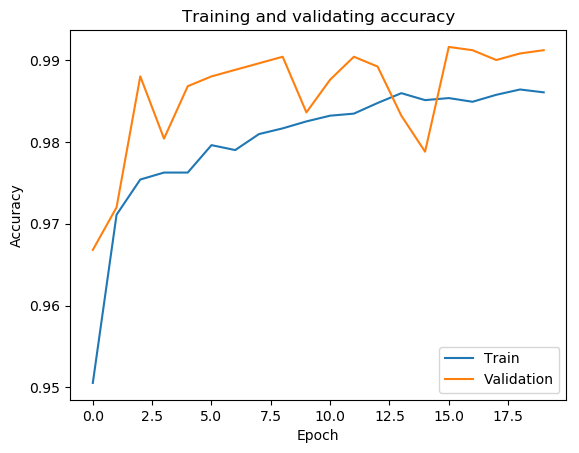 Training and validating accuracy
0.99
0.98
0.97
0.96
0.95
Accuracy
0.0 2.5 5.0 7.5 10.0 12.5 15.0 17.5
Epoch
Train
Validation